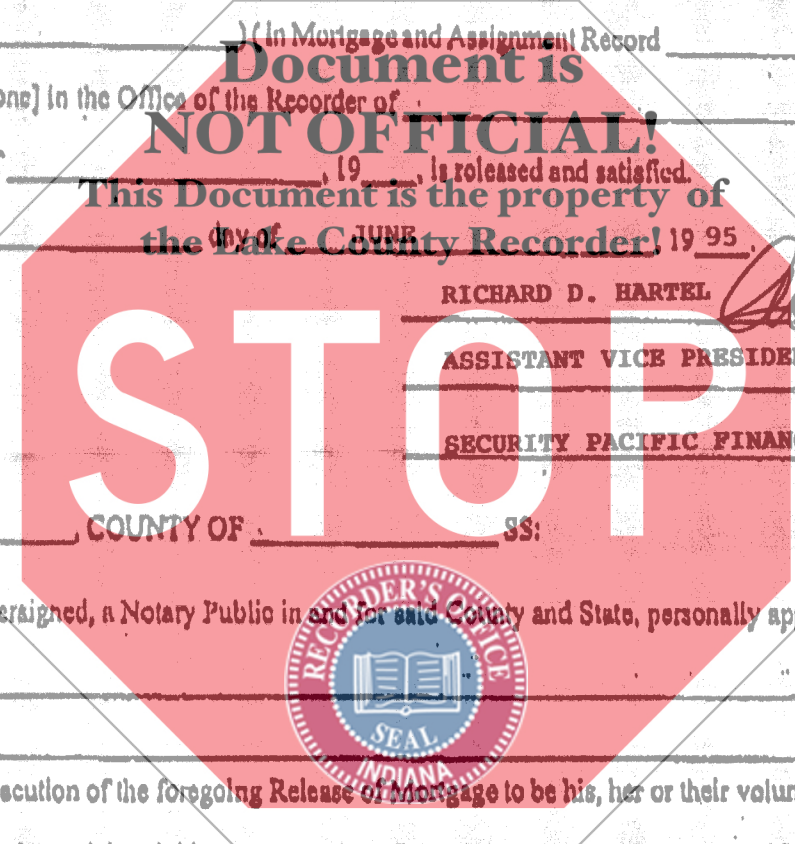 )( in Mortgage and Assignment Record
Document is
one] in the Office of the Recorder of
NOT OFFICIAL!
, 19 , is released and satisfied.
This Document is the property of
day of JUNE 19 95 .
the Lake County Recorder!
RICHARD D. HARTEL
ASSISTANT VICE PRESIDE
STOP
SECURITY PACIFIC FINAN
, COUNTY OF SS:
ersigned, a Notary Public in and for said County and State, personally ap
RECORDER'S OFFICE
SEAL
INDIANA
ecution of the foregoing Release of Mortgage to be his, her or their volun